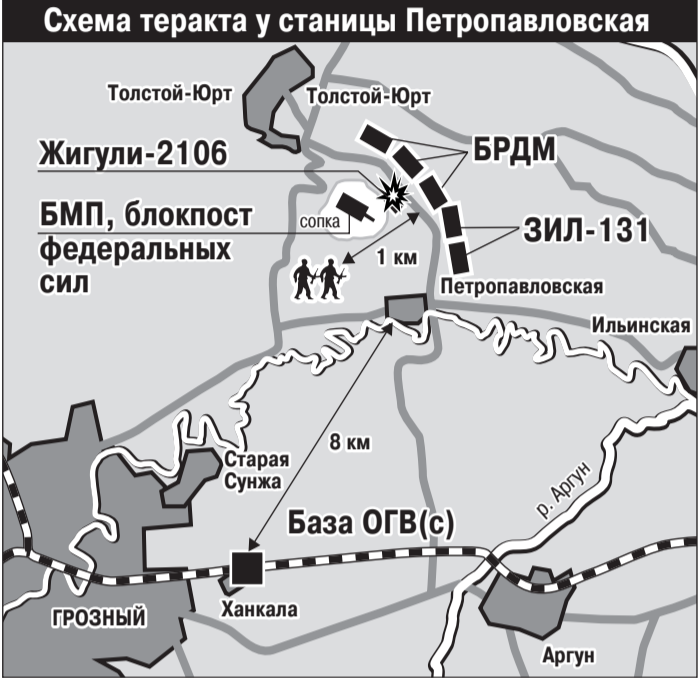 Схема теракта у станицы Петропавловская
Толстой-Юрт
Толстой-Юрт
Жигули-2106
БРДМ
БМП, блокпост
федеральных
сил
сопка
ЗИЛ-131
1 км
Петропавловская
Ильинская
8 км
Старая
Сунжа
р. Аргун
База ОГВ(с)
ГРОЗНЫЙ
Ханкала
Аргун